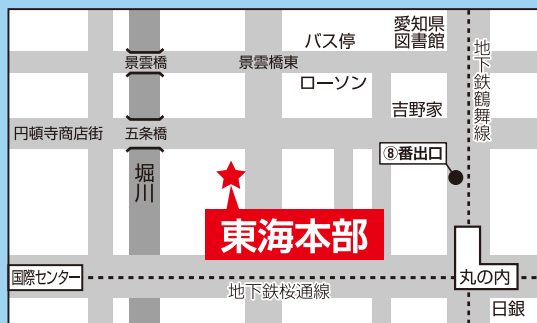 愛知県
図書館
バス停
景雲橋
景雲橋東
ローソン
地下鉄鶴舞線
吉野家
円頓寺商店街
五条橋
⑧番出口
堀川
東海本部
国際センター
丸の内
地下鉄桜通線
日銀